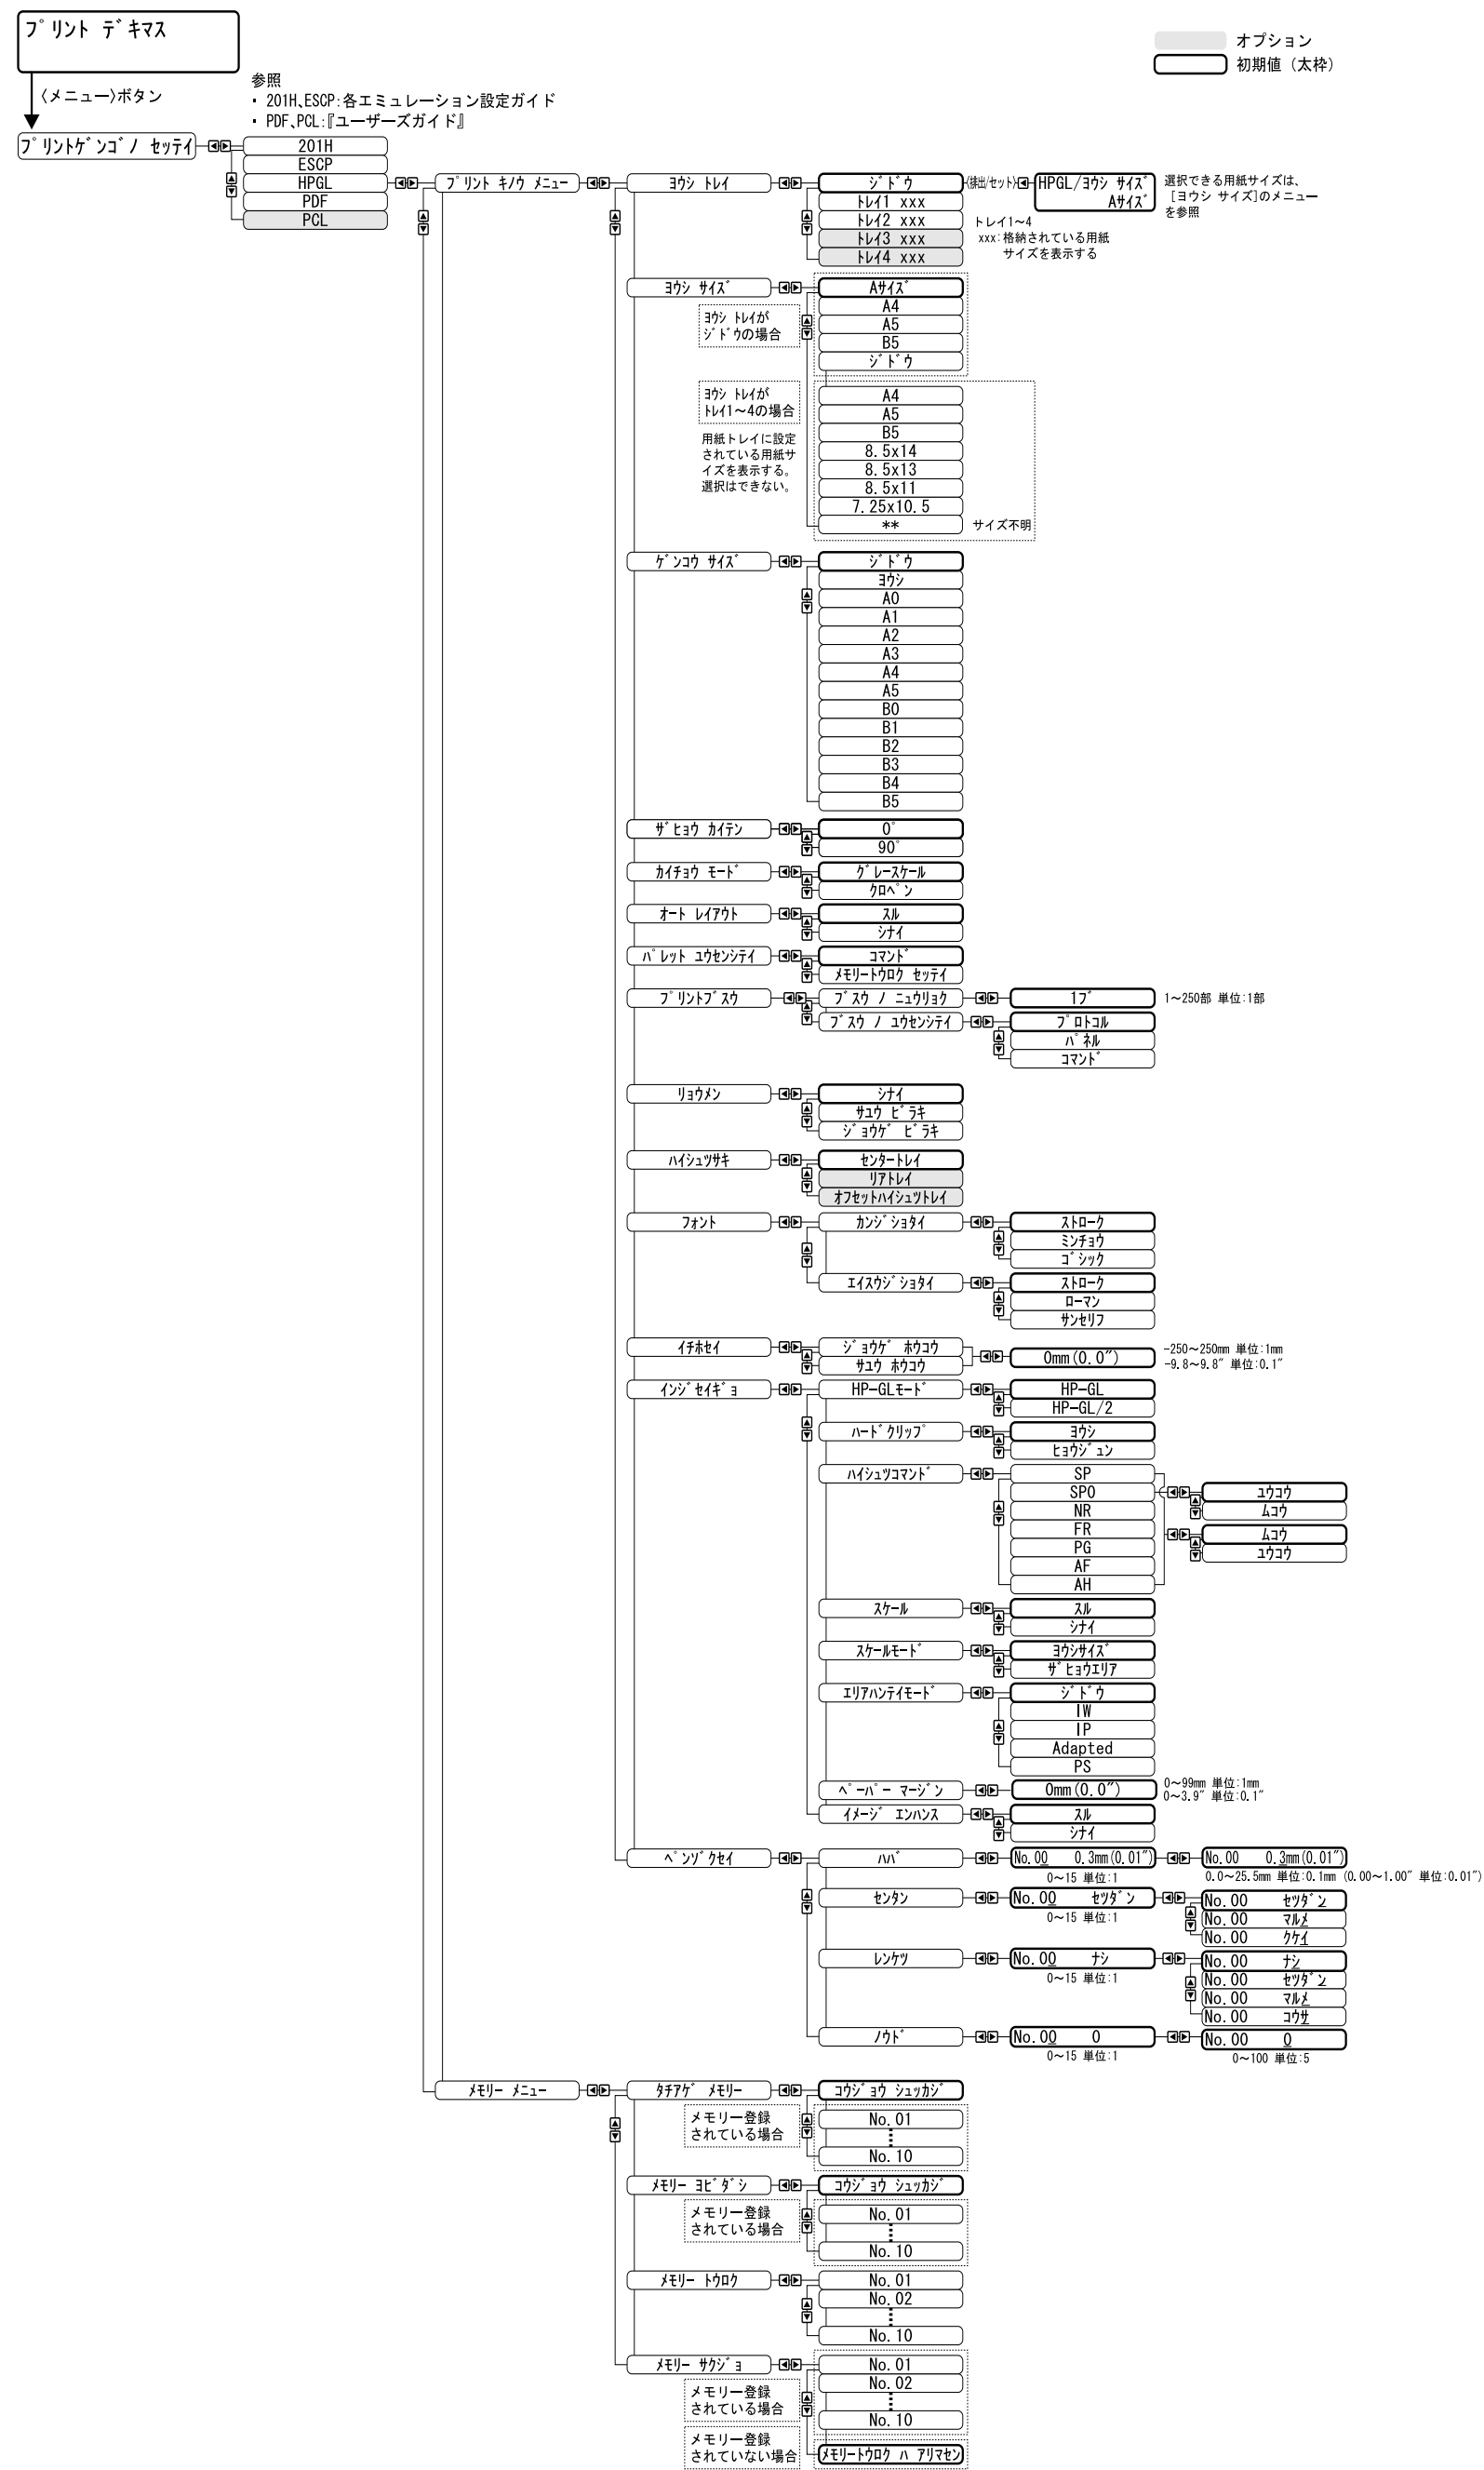 ﾌﾟﾘﾝﾄ ﾃﾞｷﾏｽ
オプション
初期値（太枠）
〈メニュー〉ボタン
参照
・ 201H、ESCP：各エミュレーション設定ガイド
・ PDF、PCL：『ユーザーズガイド』
ﾌﾟﾘﾝﾄｹﾞﾝｺﾞﾉ ｾｯﾃｲ
201H
ESCP
HPGL
PDF
PCL
ﾌﾟﾘﾝﾄ ｷﾉｳ ﾒﾆｭｰ
ﾖｳｼ ﾄﾚｲ
ｼﾞﾄﾞｳ
ﾄﾚｲ1 xxx
ﾄﾚｲ2 xxx
ﾄﾚｲ3 xxx
ﾄﾚｲ4 xxx
〈排出/セット〉
HPGL/ﾖｳｼ ｻｲｽﾞ
Aｻｲｽﾞ
選択できる用紙サイズは、
［ﾖｳｼ ｻｲｽﾞ］のメニュー
を参照
トレイ1～4
xxx：格納されている用紙
サイズを表示する
ﾖｳｼ ｻｲｽﾞ
Aｻｲｽﾞ
A4
A5
B5
ｼﾞﾄﾞｳ
ﾖｳｼ ﾄﾚｲが
ｼﾞﾄﾞｳの場合
ﾖｳｼ ﾄﾚｲが
ﾄﾚｲ1～4の場合
用紙トレイに設定
されている用紙サ
イズを表示する。
選択はできない。
A4
A5
B5
8.5x14
8.5x13
8.5x11
7.25x10.5
**
サイズ不明
ｹﾞﾝｺｳ ｻｲｽﾞ
ｼﾞﾄﾞｳ
ﾖｳｼ
A0
A1
A2
A3
A4
A5
B0
B1
B2
B3
B4
B5
ｻﾞﾋｮｳ ｶｲﾃﾝ
0ﾟ
90ﾟ
ｶｲﾁｮｳ ﾓｰﾄﾞ
ｸﾞﾚｰｽｹｰﾙ
ｸﾛﾍﾟﾝ
ｵｰﾄ ﾚｲｱｳﾄ
ｽﾙ
ｼﾅｲ
ﾊﾟﾚｯﾄ ﾕｳｾﾝｼﾃｲ
ｺﾏﾝﾄﾞ
ﾒﾓﾘｰﾄｳﾛｸ ｾｯﾃｲ
ﾌﾟﾘﾝﾄﾌﾞｽｳ
ﾌﾞｽｳ ﾉ ﾆｭｳﾘｮｸ
1ﾌﾞ
1～250部 単位：1部
ﾌﾞｽｳ ﾉ ﾕｳｾﾝｼﾃｲ
ﾌﾟﾛﾄｺﾙ
ﾊﾟﾈﾙ
ｺﾏﾝﾄﾞ
ﾘｮｳﾒﾝ
ｼﾅｲ
ｻﾕｳ ﾋﾞﾗｷ
ｼﾞｮｳｹﾞ ﾋﾞﾗｷ
ﾊｲｼｭﾂｻｷ
ｾﾝﾀｰﾄﾚｲ
ﾘｱﾄﾚｲ
ｵﾌｾｯﾄﾊｲｼｭﾂﾄﾚｲ
ﾌｫﾝﾄ
ｶﾝｼﾞｼｮﾀｲ
ｽﾄﾛｰｸ
ﾐﾝﾁｮｳ
ｺﾞｼｯｸ
ｴｲｽｳｼﾞｼｮﾀｲ
ｽﾄﾛｰｸ
ﾛｰﾏﾝ
ｻﾝｾﾘﾌ
ｲﾁﾎｾｲ
ｼﾞｮｳｹﾞ ﾎｳｺｳ
ｻﾕｳ ﾎｳｺｳ
0mm(0.0")
-250～250mm 単位：1mm
-9.8～9.8" 単位：0.1"
ｲﾝｼﾞｾｲｷﾞｮ
HP-GLﾓｰﾄﾞ
HP-GL
HP-GL/2
ﾊｰﾄﾞｸﾘｯﾌﾟ
ﾖｳｼ
ﾋｮｳｼﾞｭﾝ
ﾊｲｼｭﾂｺﾏﾝﾄﾞ
SP
SP0
NR
FR
PG
AF
AH
ﾕｳｺｳ
ﾑｺｳ
ﾑｺｳ
ﾕｳｺｳ
ｽｹｰﾙ
ｽﾙ
ｼﾅｲ
ｽｹｰﾙﾓｰﾄﾞ
ﾖｳｼｻｲｽﾞ
ｻﾞﾋｮｳｴﾘｱ
ｴﾘｱﾊﾝﾃｲﾓｰﾄﾞ
ｼﾞﾄﾞｳ
IW
IP
Adapted
PS
ﾍﾟｰﾊﾟｰ ﾏｰｼﾞﾝ
0mm(0.0")
0～99mm 単位：1mm
0～3.9" 単位：0.1"
ｲﾒｰｼﾞ ｴﾝﾊﾝｽ
ｽﾙ
ｼﾅｲ
ﾍﾟﾝｿﾞｸｾｲ
ﾊﾊﾞ
No.00 0.3mm(0.01")
0～15 単位：1
No.00 0.3mm(0.01")
0.0～25.5mm 単位：0.1mm (0.00～1.00" 単位：0.01")
ｾﾝﾀﾝ
No.00 ｾﾂﾀﾞﾝ
0～15 単位：1
No.00 ｾﾂﾀﾞﾝ
No.00 ﾏﾙﾒ
No.00 ｸｹｲ
ﾚﾝｹﾂ
No.00 ﾅｼ
0～15 単位：1
No.00 ﾅｼ
No.00 ｾﾂﾀﾞﾝ
No.00 ﾏﾙﾒ
No.00 ｺｳｻ
ﾉｳﾄﾞ
No.00 0
0～15 単位：1
No.00 0
0～100 単位：5
ﾒﾓﾘｰ ﾒﾆｭｰ
ﾀﾁｱｹﾞ ﾒﾓﾘｰ
ｺｳｼﾞｮｳ ｼｭｯｶｼﾞ
メモリー登録
されている場合
No.01
No.10
ﾒﾓﾘｰ ﾖﾋﾞﾀﾞｼ
ｺｳｼﾞｮｳ ｼｭｯｶｼﾞ
メモリー登録
されている場合
No.01
No.10
ﾒﾓﾘｰ ﾄｳﾛｸ
No.01
No.02
No.10
ﾒﾓﾘｰ ｻｸｼﾞｮ
No.01
No.02
No.10
メモリー登録
されている場合
メモリー登録
されていない場合
ﾒﾓﾘｰﾄｳﾛｸ ﾊ ｱﾘﾏｾﾝ